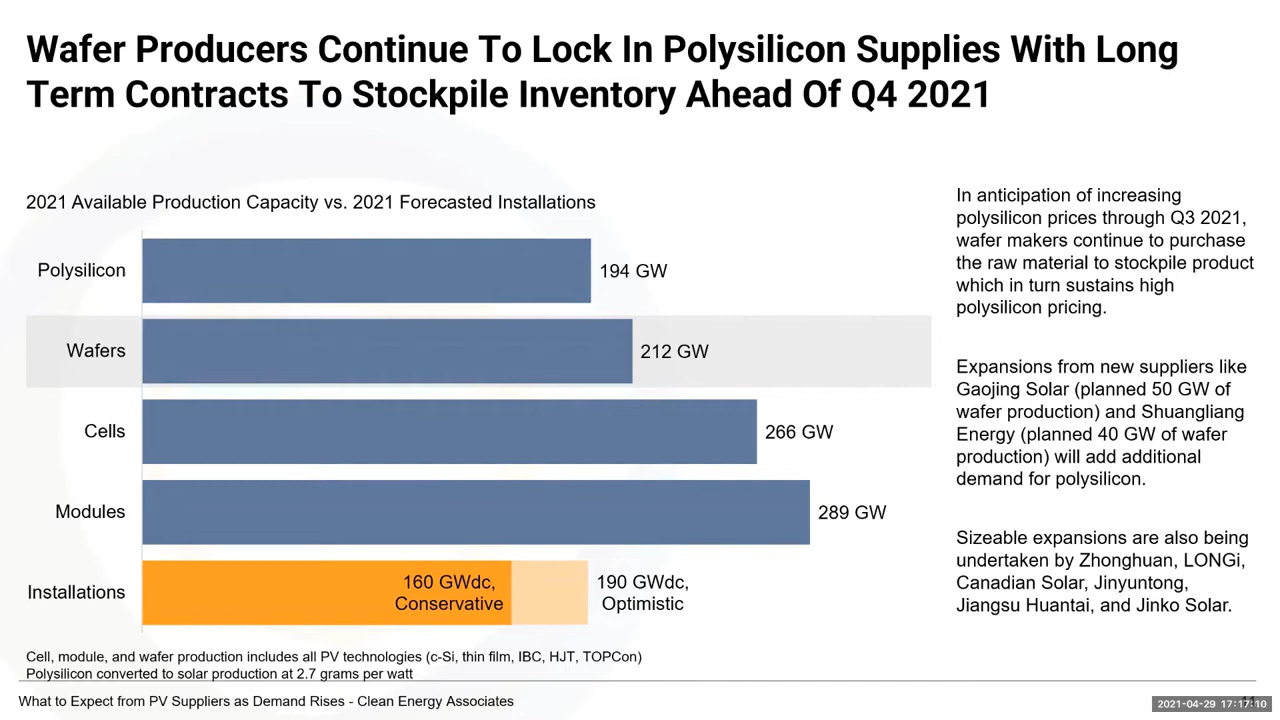 Wafer Producers Continue To Lock In Polysilicon Supplies With Long
Term Contracts To Stockpile Inventory Ahead Of Q4 2021
2021 Available Production Capacity vs. 2021 Forecasted Installations
Polysilicon
194 GW
Wafers
212 GW
Cells
266 GW
Modules
289 GW
Installations
160 GWdc,
Conservative
190 GWdc,
Optimistic
In anticipation of increasing
polysilicon prices through Q3 2021,
wafer makers continue to purchase
the raw material to stockpile product
which in turn sustains high
polysilicon pricing.
Expansions from new suppliers like
Gaojing Solar (planned 50 GW of
wafer production) and Shuangliang
Energy (planned 40 GW of wafer
production) will add additional
demand for polysilicon.
Sizeable expansions are also being
undertaken by Zhonghuan, LONGi,
Canadian Solar, Jinyuntong,
Jiangsu Huantai, and Jinko Solar.
Cell, module, and wafer production includes all PV technologies (c-Si, thin film, IBC, HJT, TOPCon)
Polysilicon converted to solar production at 2.7 grams per watt
What to Expect from PV Suppliers as Demand Rises - Clean Energy Associates
2021-04-29 17:17:10